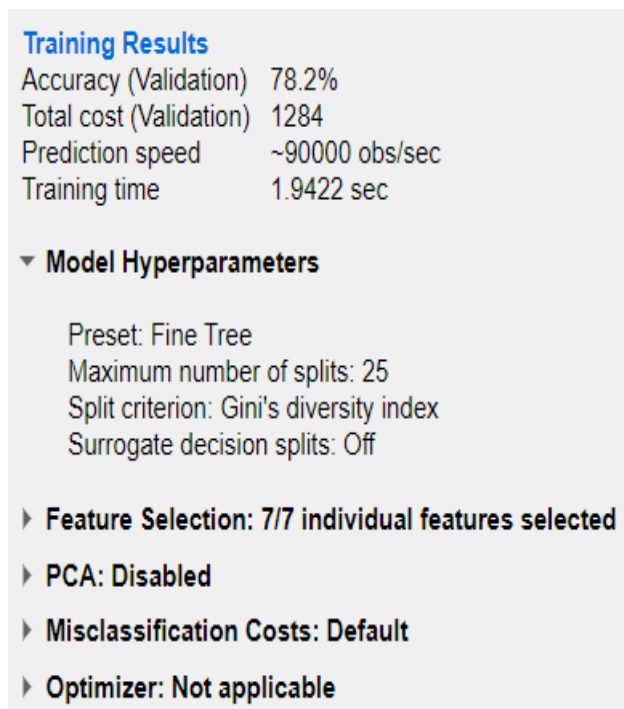 Training Results
Accuracy (Validation) 78.2%
Total cost (Validation) 1284
Prediction speed ~90000 obs/sec
Training time 1.9422 sec
Model Hyperparameters
Preset: Fine Tree
Maximum number of splits: 25
Split criterion: Gini's diversity index
Surrogate decision splits: Off
Feature Selection: 7/7 individual features selected
PCA: Disabled
Misclassification Costs: Default
Optimizer: Not applicable